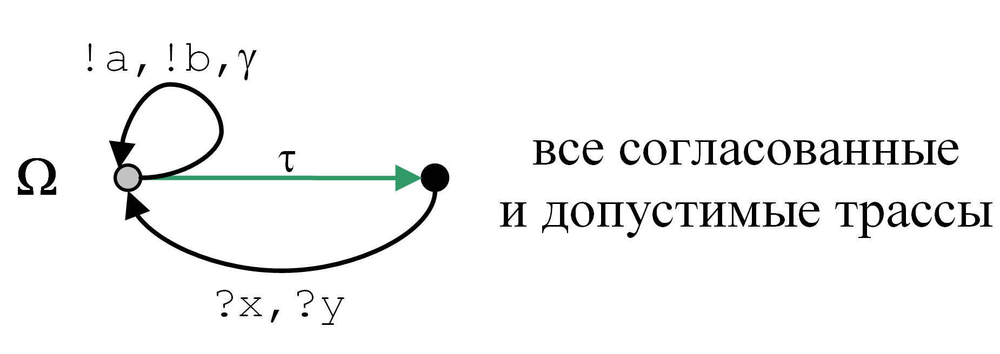 !a,!b,γ
τ
Ω
все согласованные
и допустимые трассы
?x,?y